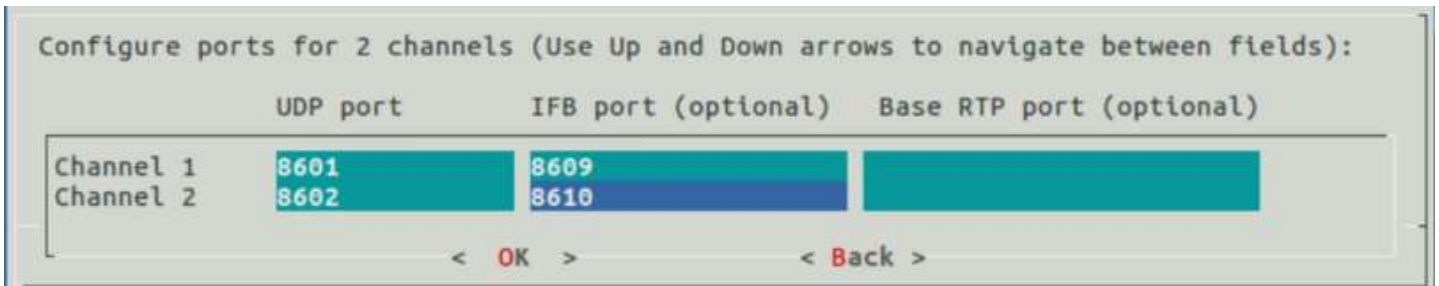 Configure ports for 2 channels (Use Up and Down arrows to navigate between fields):
UDP port IFB port (optional) Base RTP port (optional)
Channel 1 8601 8609
Channel 2 8602 8610
< OK > < Back >